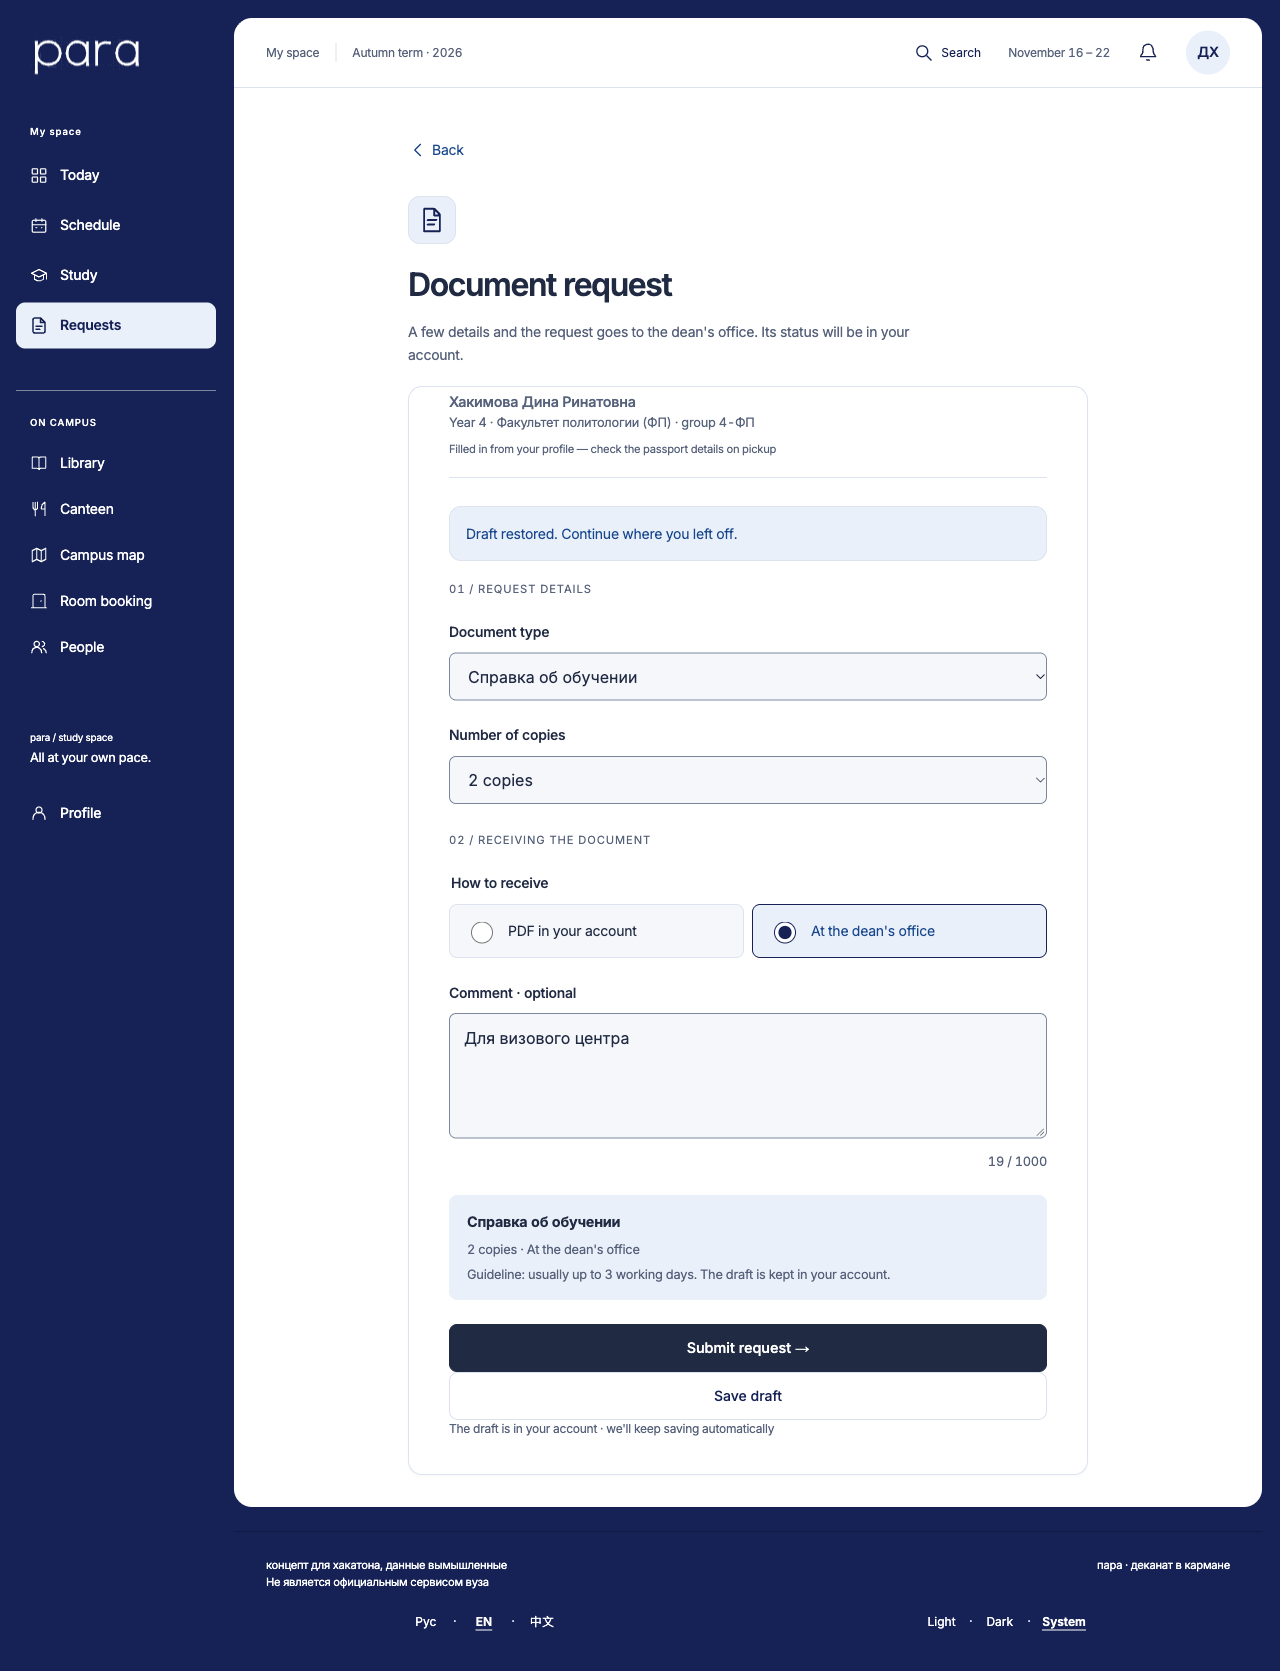 para
My space
Today
Schedule
Study
Requests
ON CAMPUS
Library
Canteen
Campus map
Room booking
People
para / study space
All at your own pace.
Profile
My space
Autumn term · 2026
Search
November 16 – 22
ДХ
Back
Document request
A few details and the request goes to the dean's office. Its status will be in your
account.
Хакимова Дина Ринатовна
Year 4 · Факультет политологии (ФП) · group 4-ФП
Filled in from your profile — check the passport details on pickup
Draft restored. Continue where you left off.
01 / REQUEST DETAILS
Document type
Справка об обучении
Number of copies
2 copies
02 / RECEIVING THE DOCUMENT
How to receive
PDF in your account
At the dean's office
Comment · optional
Для визового центра
19 / 1000
Справка об обучении
2 copies · At the dean's office
Guideline: usually up to 3 working days. The draft is kept in your account.
Submit request →
Save draft
The draft is in your account · we'll keep saving automatically
концепт для хакатона, данные вымышленные
Не является официальным сервисом вуза
пара · деканат в кармане
Рус · EN · 中文
Light · Dark · System